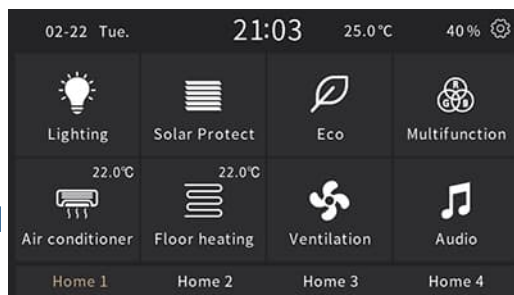 02-22 Tue. 21:03 25.0℃ 40%
R
G B
Lighting Solar Protect Eco Multifunction
22.0℃ 22.0℃
Air conditioner Floor heating Ventilation Audio
Home 1 Home 2 Home 3 Home 4